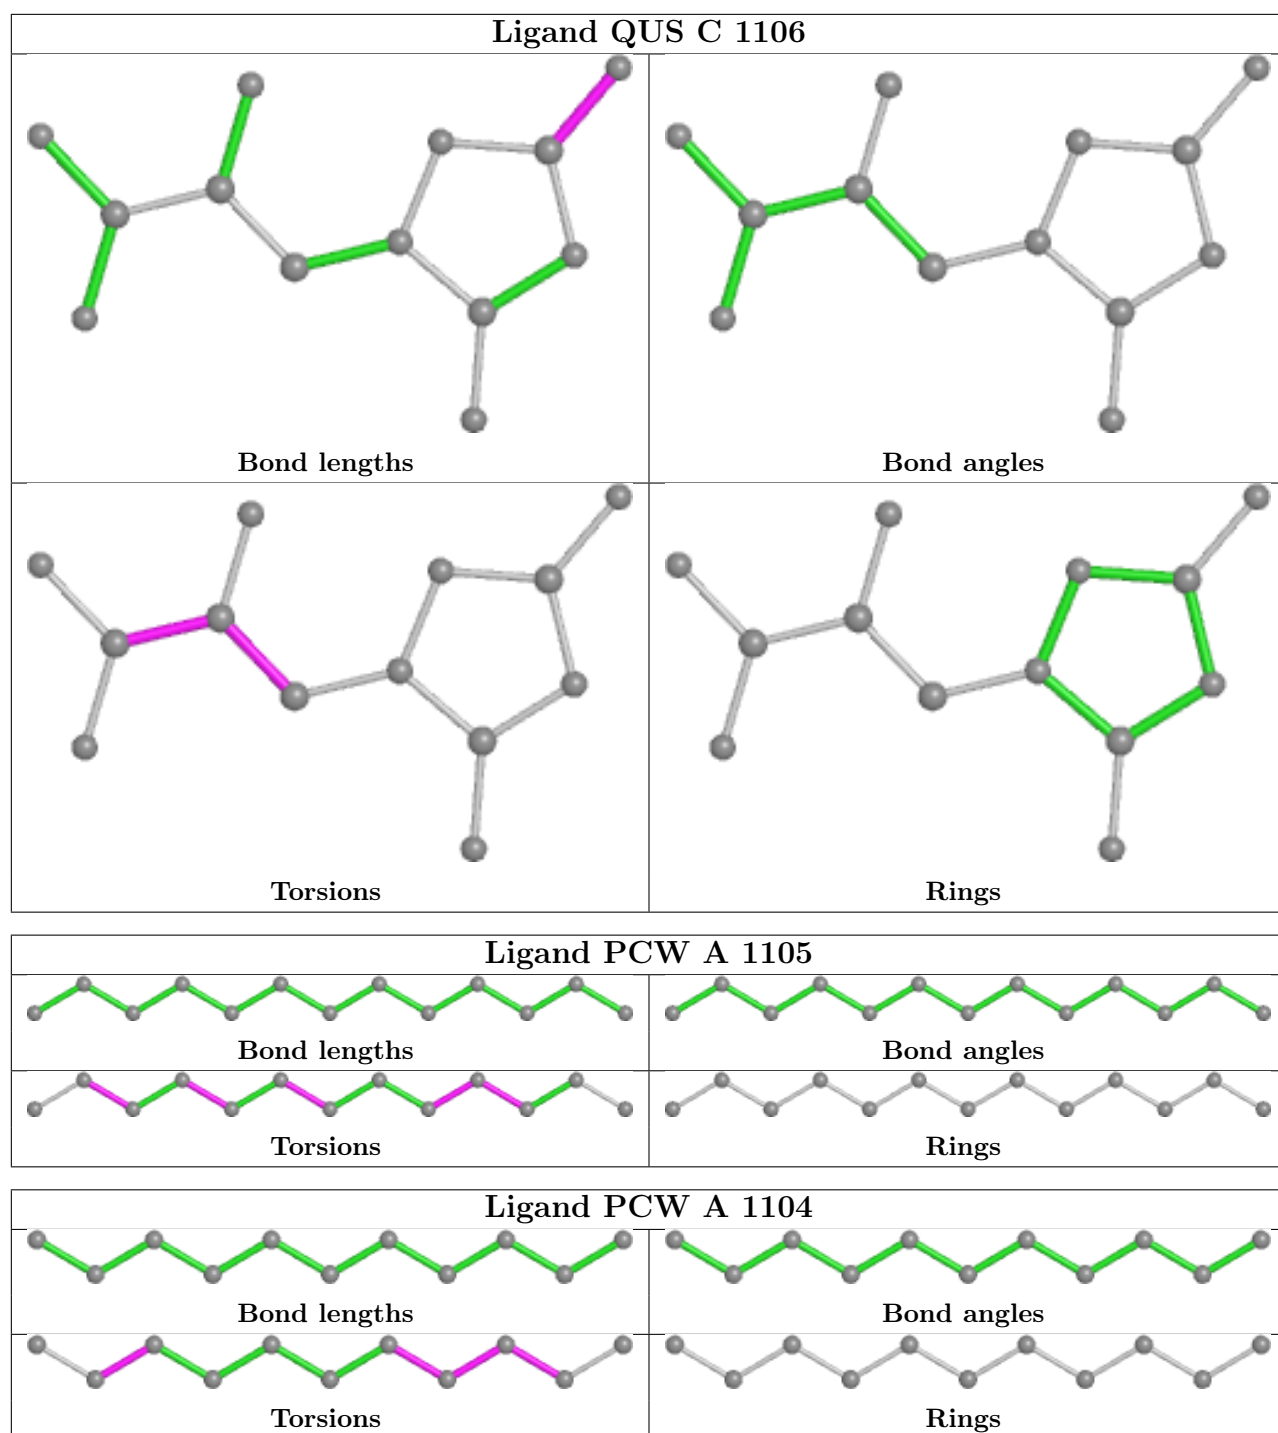 Ligand QUS C 1106
Bond lengths
Bond angles
Torsions
Rings
Ligand PCW A 1105
Bond lengths
Bond angles
Torsions
Rings
Ligand PCW A 1104
Bond lengths
Bond angles
Torsions
Rings